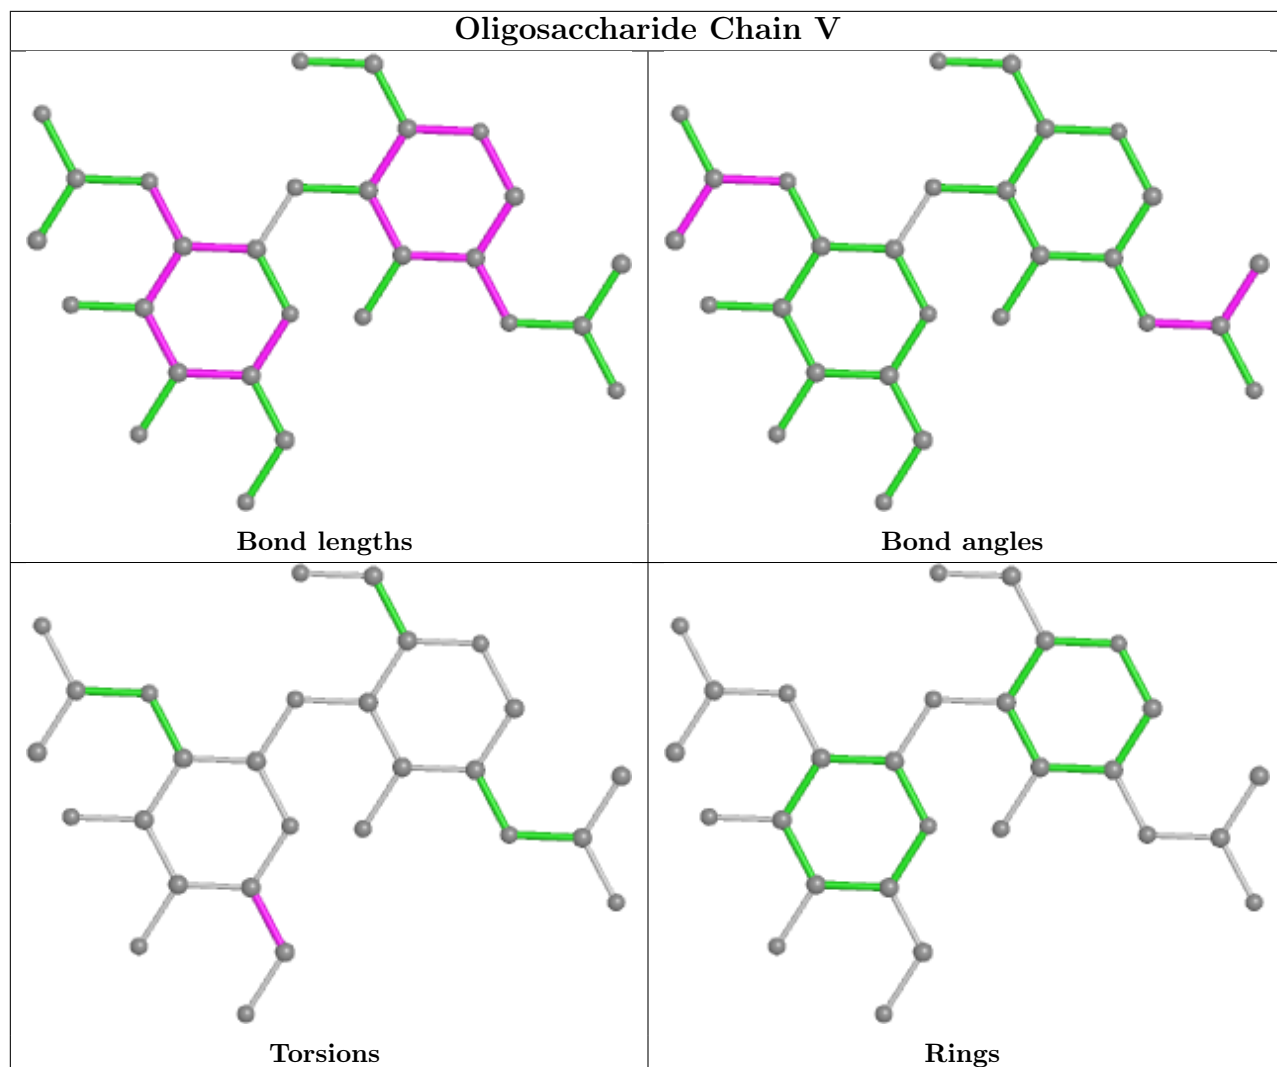 Oligosaccharide Chain V
Bond lengths
Bond angles
Torsions
Rings